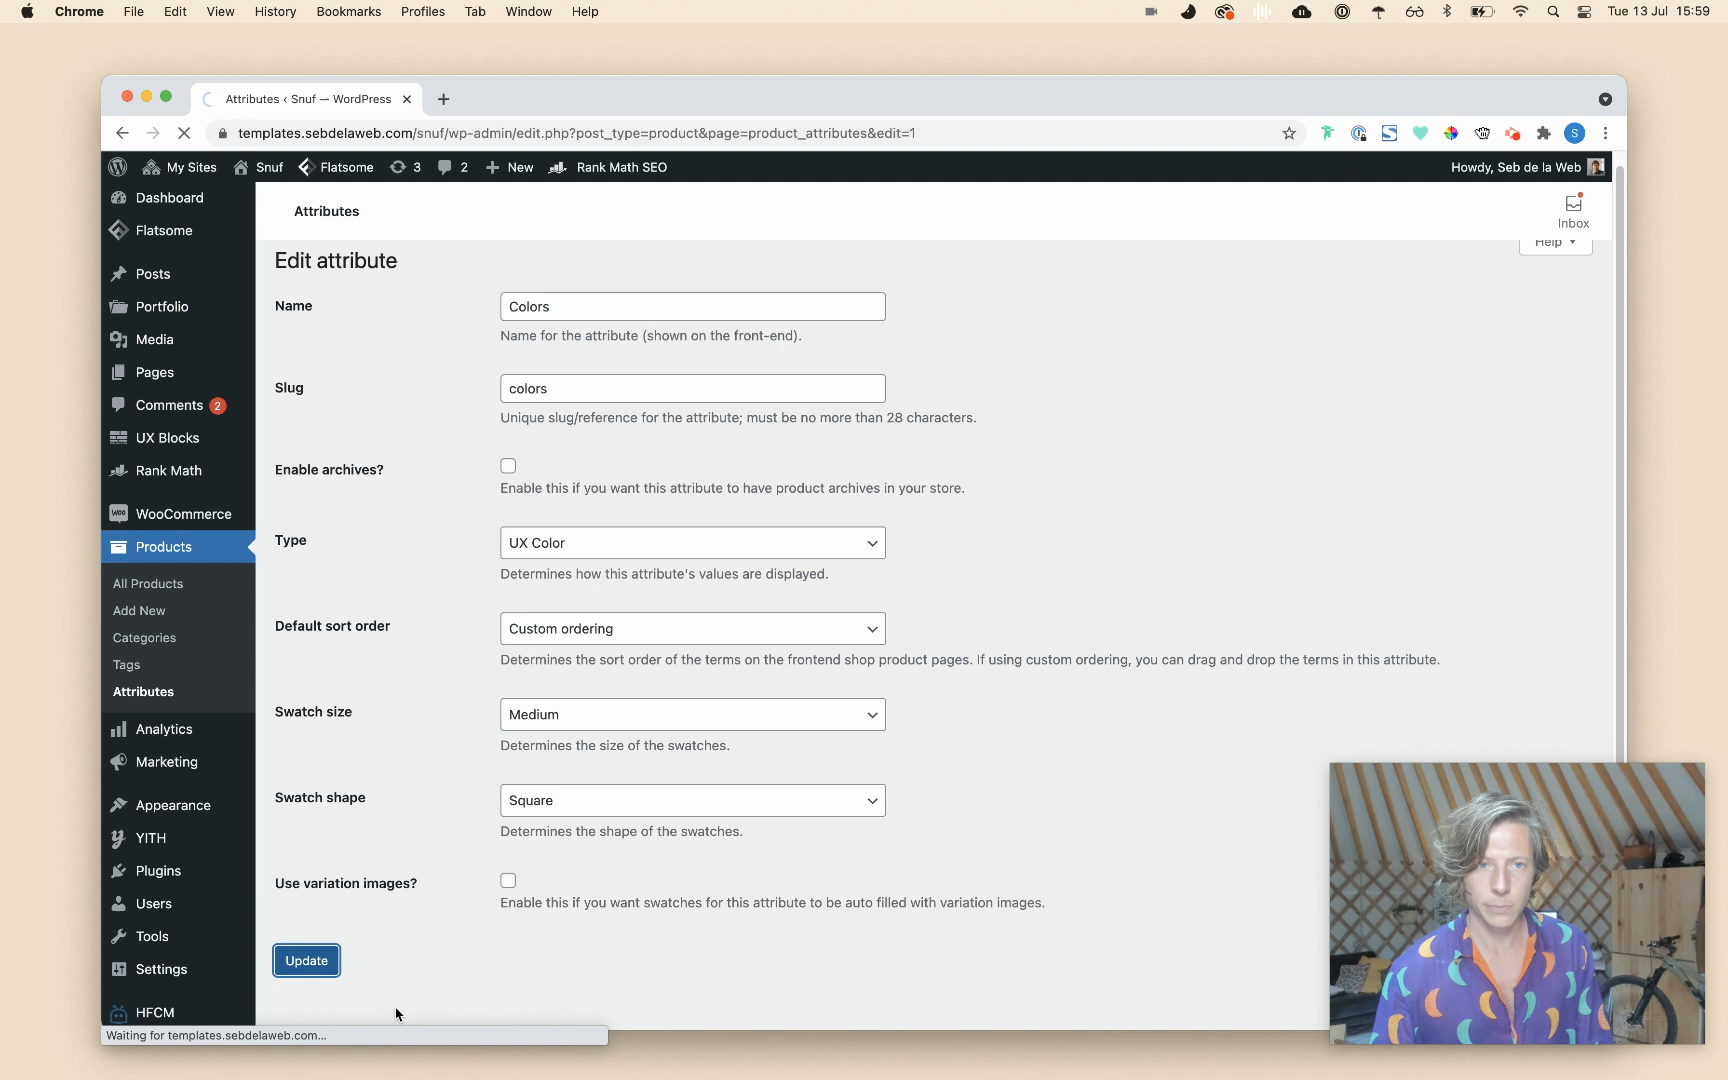 Chrome File Edit View History Bookmarks Profiles Tab Window Help Tue 13 Jul 15:59
Attributes ‹ Snuf — WordPress
templates.sebdelaweb.com/snuf/wp-admin/edit.php?post_type=product&page=product_attributes&edit=1 S
My Sites Snuf Flatsome 3 2 New Rank Math SEO Howdy, Seb de la Web
Dashboard
Flatsome
Posts
Portfolio
Media
Pages
Comments 2
UX Blocks
Rank Math
Woo WooCommerce
Products
All Products
Add New
Categories
Tags
Attributes
Analytics
Marketing
Appearance
YITH
Plugins
Users
Tools
Settings
HFCM
Attributes
Inbox
Help
Edit attribute
Name
Colors
Name for the attribute (shown on the front-end).
Slug
colors
Unique slug/reference for the attribute; must be no more than 28 characters.
Enable archives?
Enable this if you want this attribute to have product archives in your store.
Type
UX Color
Determines how this attribute's values are displayed.
Default sort order
Custom ordering
Determines the sort order of the terms on the frontend shop product pages. If using custom ordering, you can drag and drop the terms in this attribute.
Swatch size
Medium
Determines the size of the swatches.
Swatch shape
Square
Determines the shape of the swatches.
Use variation images?
Enable this if you want swatches for this attribute to be auto filled with variation images.
Update
Waiting for templates.sebdelaweb.com...